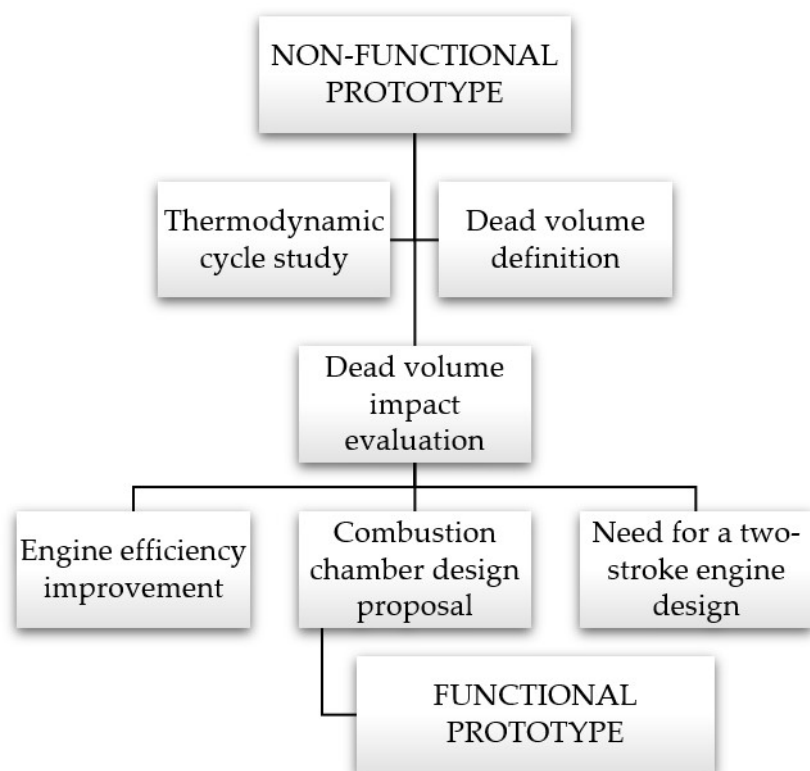 NON-FUNCTIONAL
PROTOTYPE
Thermodynamic
cycle study
Dead volume
definition
Dead volume
impact
evaluation
Engine efficiency
improvement
Combustion
chamber design
proposal
Need for a two-
stroke engine
design
FUNCTIONAL
PROTOTYPE